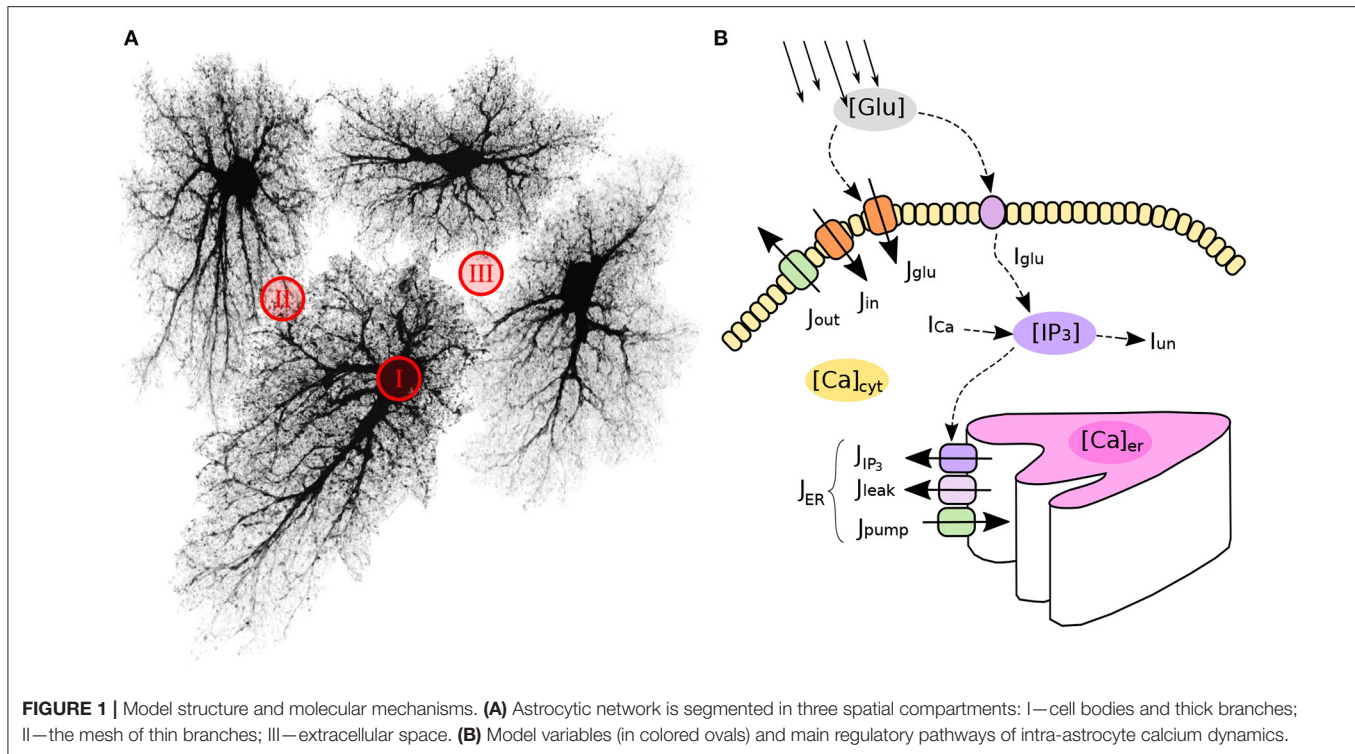 A
B
I
II
III
[Glu]
Jglu
Jin
Jout
Iglu
ICa
[IP3]
Iun
[Ca]cyt
[Ca]er
JER
JIP3
Jleak
Jpump
FIGURE 1 | Model structure and molecular mechanisms. (A) Astrocytic network is segmented in three spatial compartments: I—cell bodies and thick branches;
II—the mesh of thin branches; III—extracellular space. (B) Model variables (in colored ovals) and main regulatory pathways of intra-astrocyte calcium dynamics.